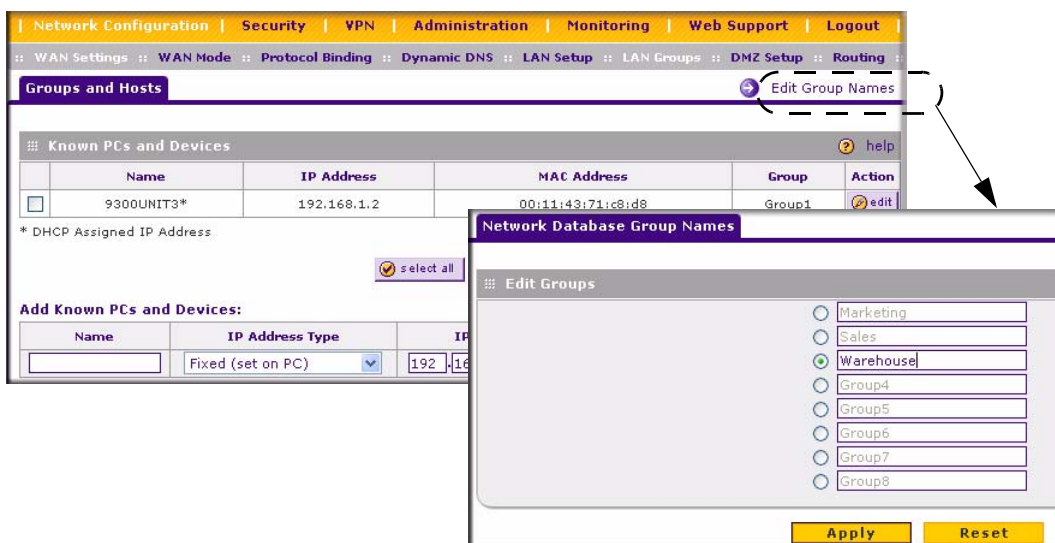 Network Configuration | Security | VPN | Administration | Monitoring | Web Support | Logout
:: WAN Settings :: WAN Mode :: Protocol Binding :: Dynamic DNS :: LAN Setup :: LAN Groups :: DMZ Setup :: Routing ::
Groups and Hosts
Edit Group Names
Known PCs and Devices
help
Name IP Address MAC Address Group Action
9300UNIT3* 192.168.1.2 00:11:43:71:c8:d8 Group1 edit
* DHCP Assigned IP Address
select all
Add Known PCs and Devices:
Name IP Address Type IP
Fixed (set on PC) 192 .16
Network Database Group Names
Edit Groups
Marketing
Sales
Warehouse
Group4
Group5
Group6
Group7
Group8
Apply Reset